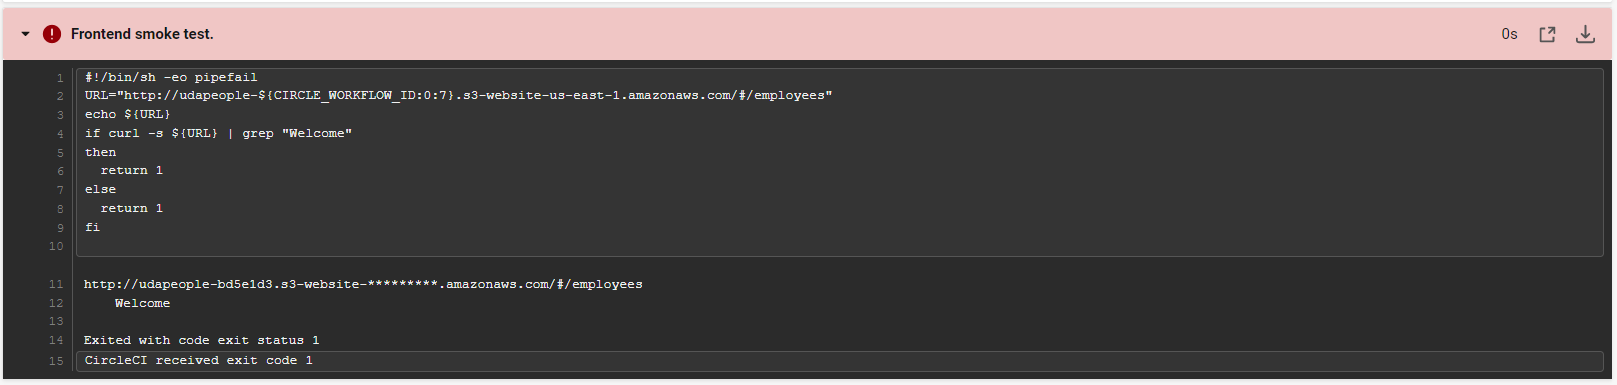 Frontend smoke test.
0s
1 #!/bin/sh -eo pipefail
2 URL="http://udapeople-${CIRCLE_WORKFLOW_ID:0:7}.s3-website-us-east-1.amazonaws.com/#/employees"
3 echo ${URL}
4 if curl -s ${URL} | grep "Welcome"
5 then
6   return 1
7 else
8   return 1
9 fi
10
11 http://udapeople-bd5e1d3.s3-website-*********.amazonaws.com/#/employees
12     Welcome
13
14 Exited with code exit status 1
15 CircleCI received exit code 1